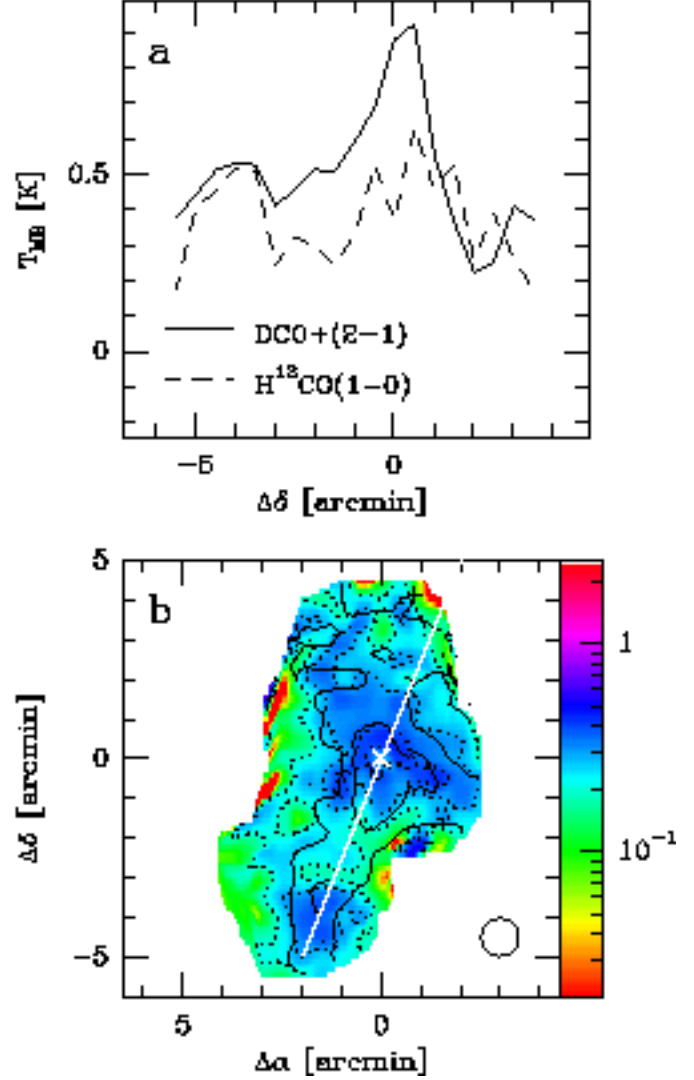 a
0.5
0
T_MB [K]
DCO+(2−1)
H¹²CO(1−0)
−5 0
Δδ [arcmin]
b
5
0
−5
Δδ [arcmin]
1
10⁻¹
5 0
Δα [arcmin]